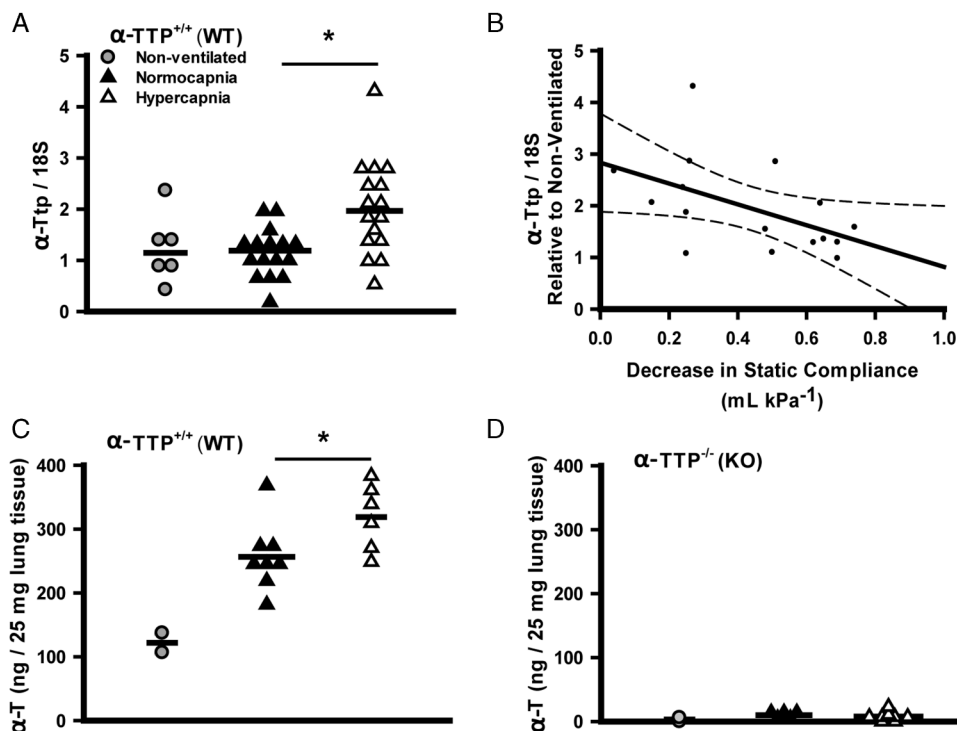 A
α-TTP+/+ (WT)
*
Non-ventilated
Normocapnia
Hypercapnia
5
4
3
2
1
0
α-Ttp / 18S
B
α-Ttp / 18S
Relative to Non-Ventilated
5
4
3
2
1
0
0.0 0.2 0.4 0.6 0.8 1.0
Decrease in Static Compliance
(mL kPa-1)
C
α-TTP+/+ (WT)
*
400
300
200
100
0
α-T (ng / 25 mg lung tissue)
D
α-TTP-/- (KO)
400
300
200
100
0
α-T (ng / 25 mg lung tissue)